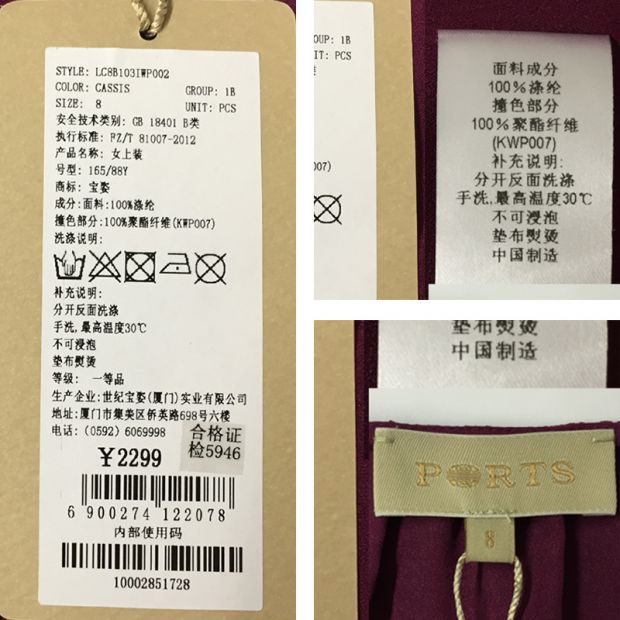 STYLE: LC8B103IWP002
COLOR: CASSIS GROUP: 1B
SIZE: 8 UNIT: PCS
安全技术类别: GB 18401 B类
执行标准: FZ/T 81007-2012
产品名称: 女上装
号型: 165/88Y
商标: 宝姿
成分:面料:100%涤纶
撞色部分:100%聚酯纤维(KWP007)
洗涤说明:
补充说明:
分开反面洗涤
手洗,最高温度30℃
不可浸泡
垫布熨烫
等级: 一等品
生产企业:世纪宝姿(厦门)实业有限公司
地址:厦门市集美区侨英路698号六楼
电话: (0592) 6069998
合格证
检5946
¥2299
6 900274 122078
内部使用码
10002851728
OUP: 1B
IT: PCS
面料成分
100%涤纶
撞色部分
100%聚酯纤维
(KWP007)
补充说明:
分开反面洗涤
手洗,最高温度30℃
不可浸泡
垫布熨烫
中国制造
垫布熨烫
中国制造
PORTS
8